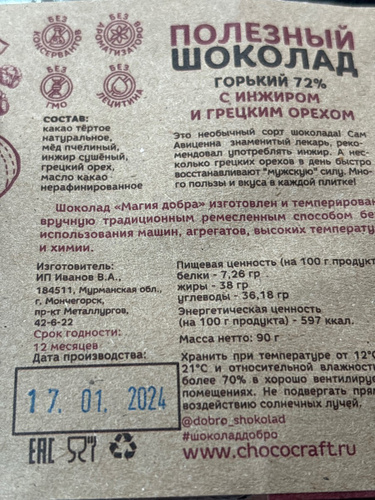 БЕЗ КОНСЕРВАНТОВ
БЕЗ АРОМАТИЗАТОРОВ
БЕЗ ГМО
БЕЗ ЛЕЦИТИНА
ПОЛЕЗНЫЙ
ШОКОЛАД
ГОРЬКИЙ 72%
С ИНЖИРОМ
И ГРЕЦКИМ ОРЕХОМ
СОСТАВ:
какао тёртое
натуральное,
мёд пчелиный,
инжир сушёный,
грецкий орех,
масло какао
нерафинированное
Это необычный сорт шоколада! Сам
Авиценна знаменитый лекарь, реко-
мендовал употреблять инжир. А нес-
колько грецких орехов в день быстро
восстанавливают "мужскую" силу. Мно-
го пользы и вкуса в каждой плитке!
Шоколад «Магия добра» изготовлен и темперирован
вручную традиционным ремесленным способом без
использования машин, агрегатов, высоких температу
и химии.
Изготовитель:
ИП Иванов В.А.,
184511, Мурманская обл.,
г. Мончегорск,
пр-кт Металлургов,
42-6-22
Срок годности:
12 месяцев
Дата производства:
17. 01. 2024
Пищевая ценность (на 100 г.продукт
белки - 7,26 гр
жиры - 38 гр
углеводы - 36,18 гр
Энергетическая ценность
(на 100 г продукта) - 597 ккал.
Масса нетто: 90 г
Хранить при температуре от 12°С
21°С и относительной влажност
более 70% в хорошо вентилируе
помещениях. Не подвергать прям
воздействию солнечных лучей.
@dobro_shokolad
#шоколаддобро
www.chococraft.ru
ЕАС